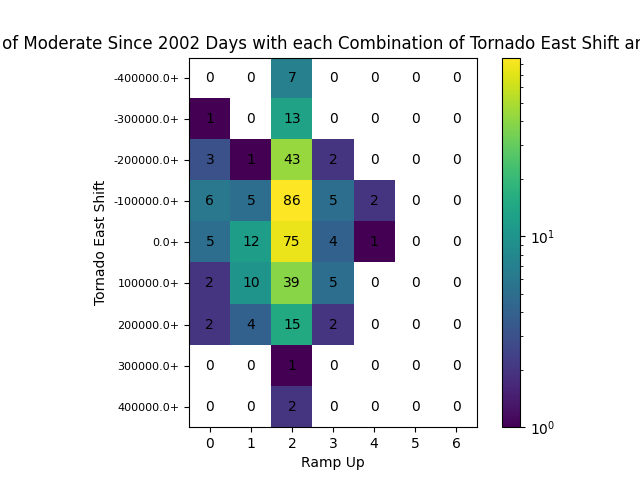 of Moderate Since 2002 Days with each Combination of Tornado East Shift
-400000.0+ 0 0 7 0 0 0 0
-300000.0+ 1 0 13 0 0 0 0
-200000.0+ 3 1 43 2 0 0 0
-100000.0+ 6 5 86 5 2 0 0
0.0+ 5 12 75 4 1 0 0
100000.0+ 2 10 39 5 0 0 0
200000.0+ 2 4 15 2 0 0 0
300000.0+ 0 0 1 0 0 0 0
400000.0+ 0 0 2 0 0 0 0
0 1 2 3 4 5 6
Ramp Up
Tornado East Shift
10¹
10⁰